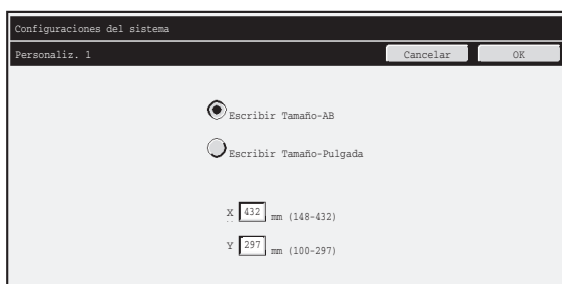 Configuraciones del sistema
Personaliz. 1 Cancelar OK
Escribir Tamaño-AB
Escribir Tamaño-Pulgada
X 432 mm (148-432)
Y 297 mm (100-297)